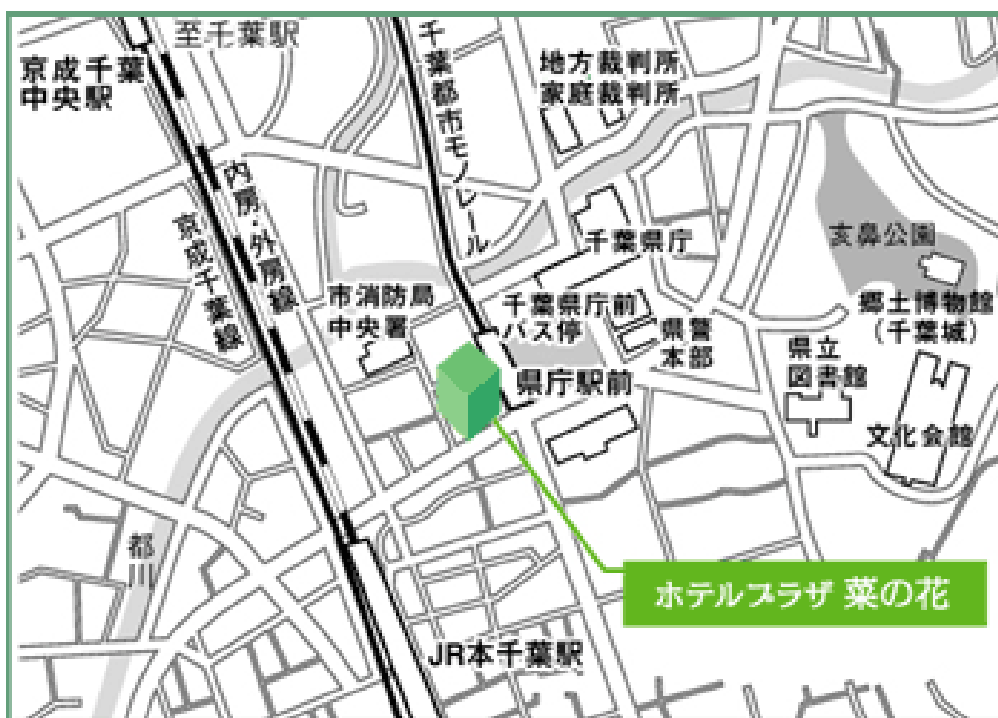 至千葉駅
京成千葉
中央駅
千葉都市モノレール
地方裁判所
家庭裁判所
内房・外房線
京成千葉線
千葉県庁
亥鼻公園
市消防局
中央署
千葉県庁前
バス停
県警
本部
郷土博物館
(千葉城)
県立
図書館
県庁駅前
文化会館
都川
ホテルプラザ 菜の花
JR本千葉駅